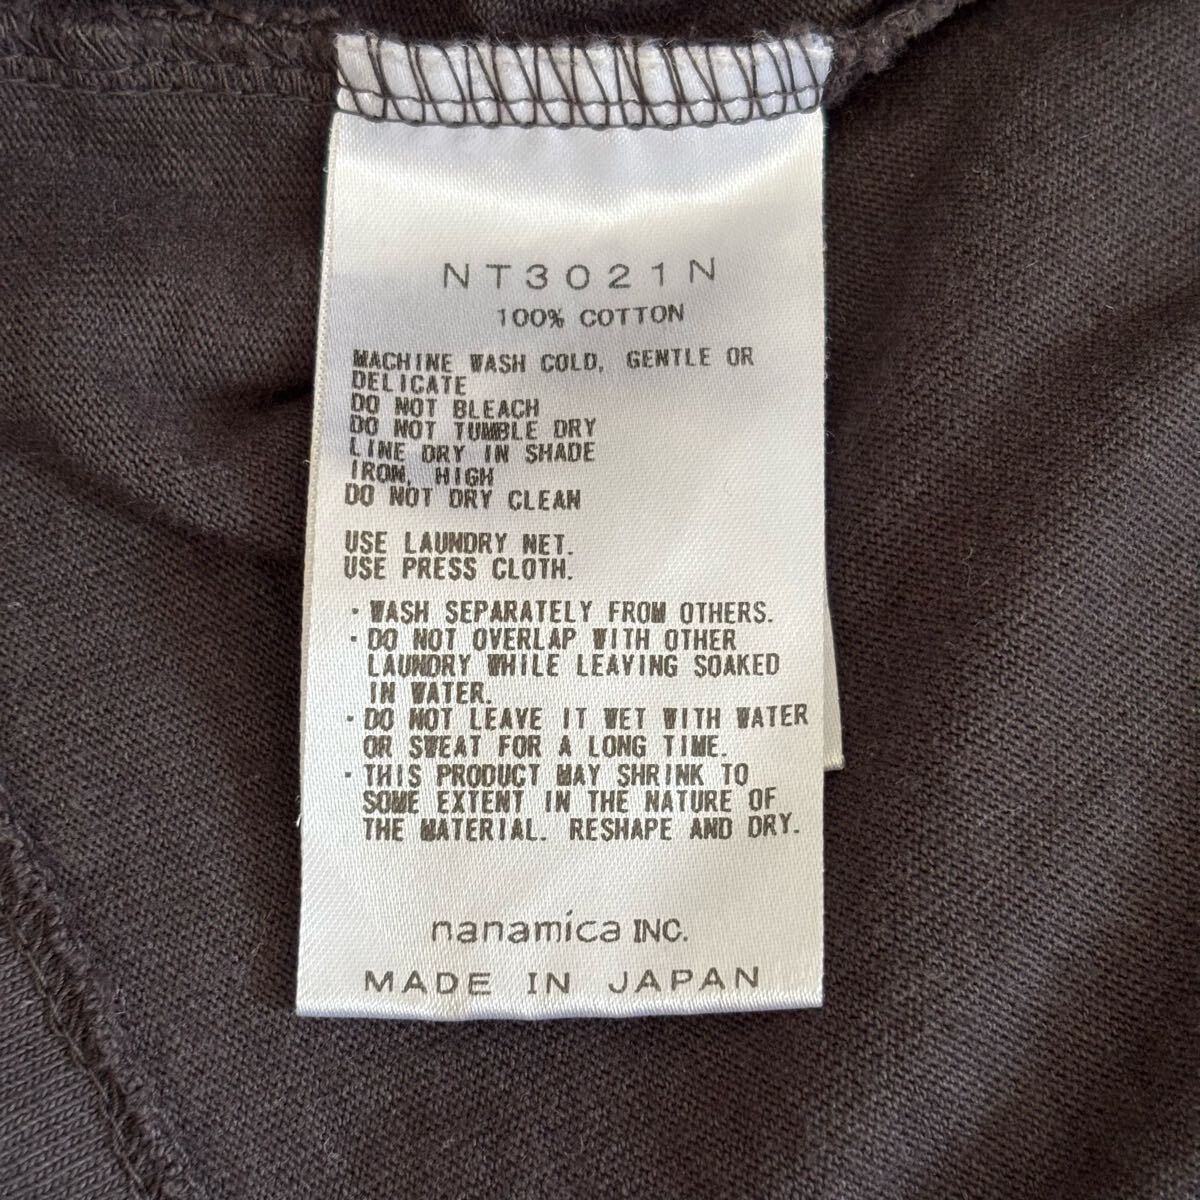 NT3021N
100% COTTON
MACHINE WASH COLD, GENTLE OR
DELICATE
DO NOT BLEACH
DO NOT TUMBLE DRY
LINE DRY IN SHADE
IRON, HIGH
DO NOT DRY CLEAN
USE LAUNDRY NET.
USE PRESS CLOTH.
・WASH SEPARATELY FROM OTHERS.
・DO NOT OVERLAP WITH OTHER
LAUNDRY WHILE LEAVING SOAKED
IN WATER.
・DO NOT LEAVE IT WET WITH WATER
OR SWEAT FOR A LONG TIME.
・THIS PRODUCT MAY SHRINK TO
SOME EXTENT IN THE NATURE OF
THE MATERIAL. RESHAPE AND DRY.
nanamica INC.
MADE IN JAPAN